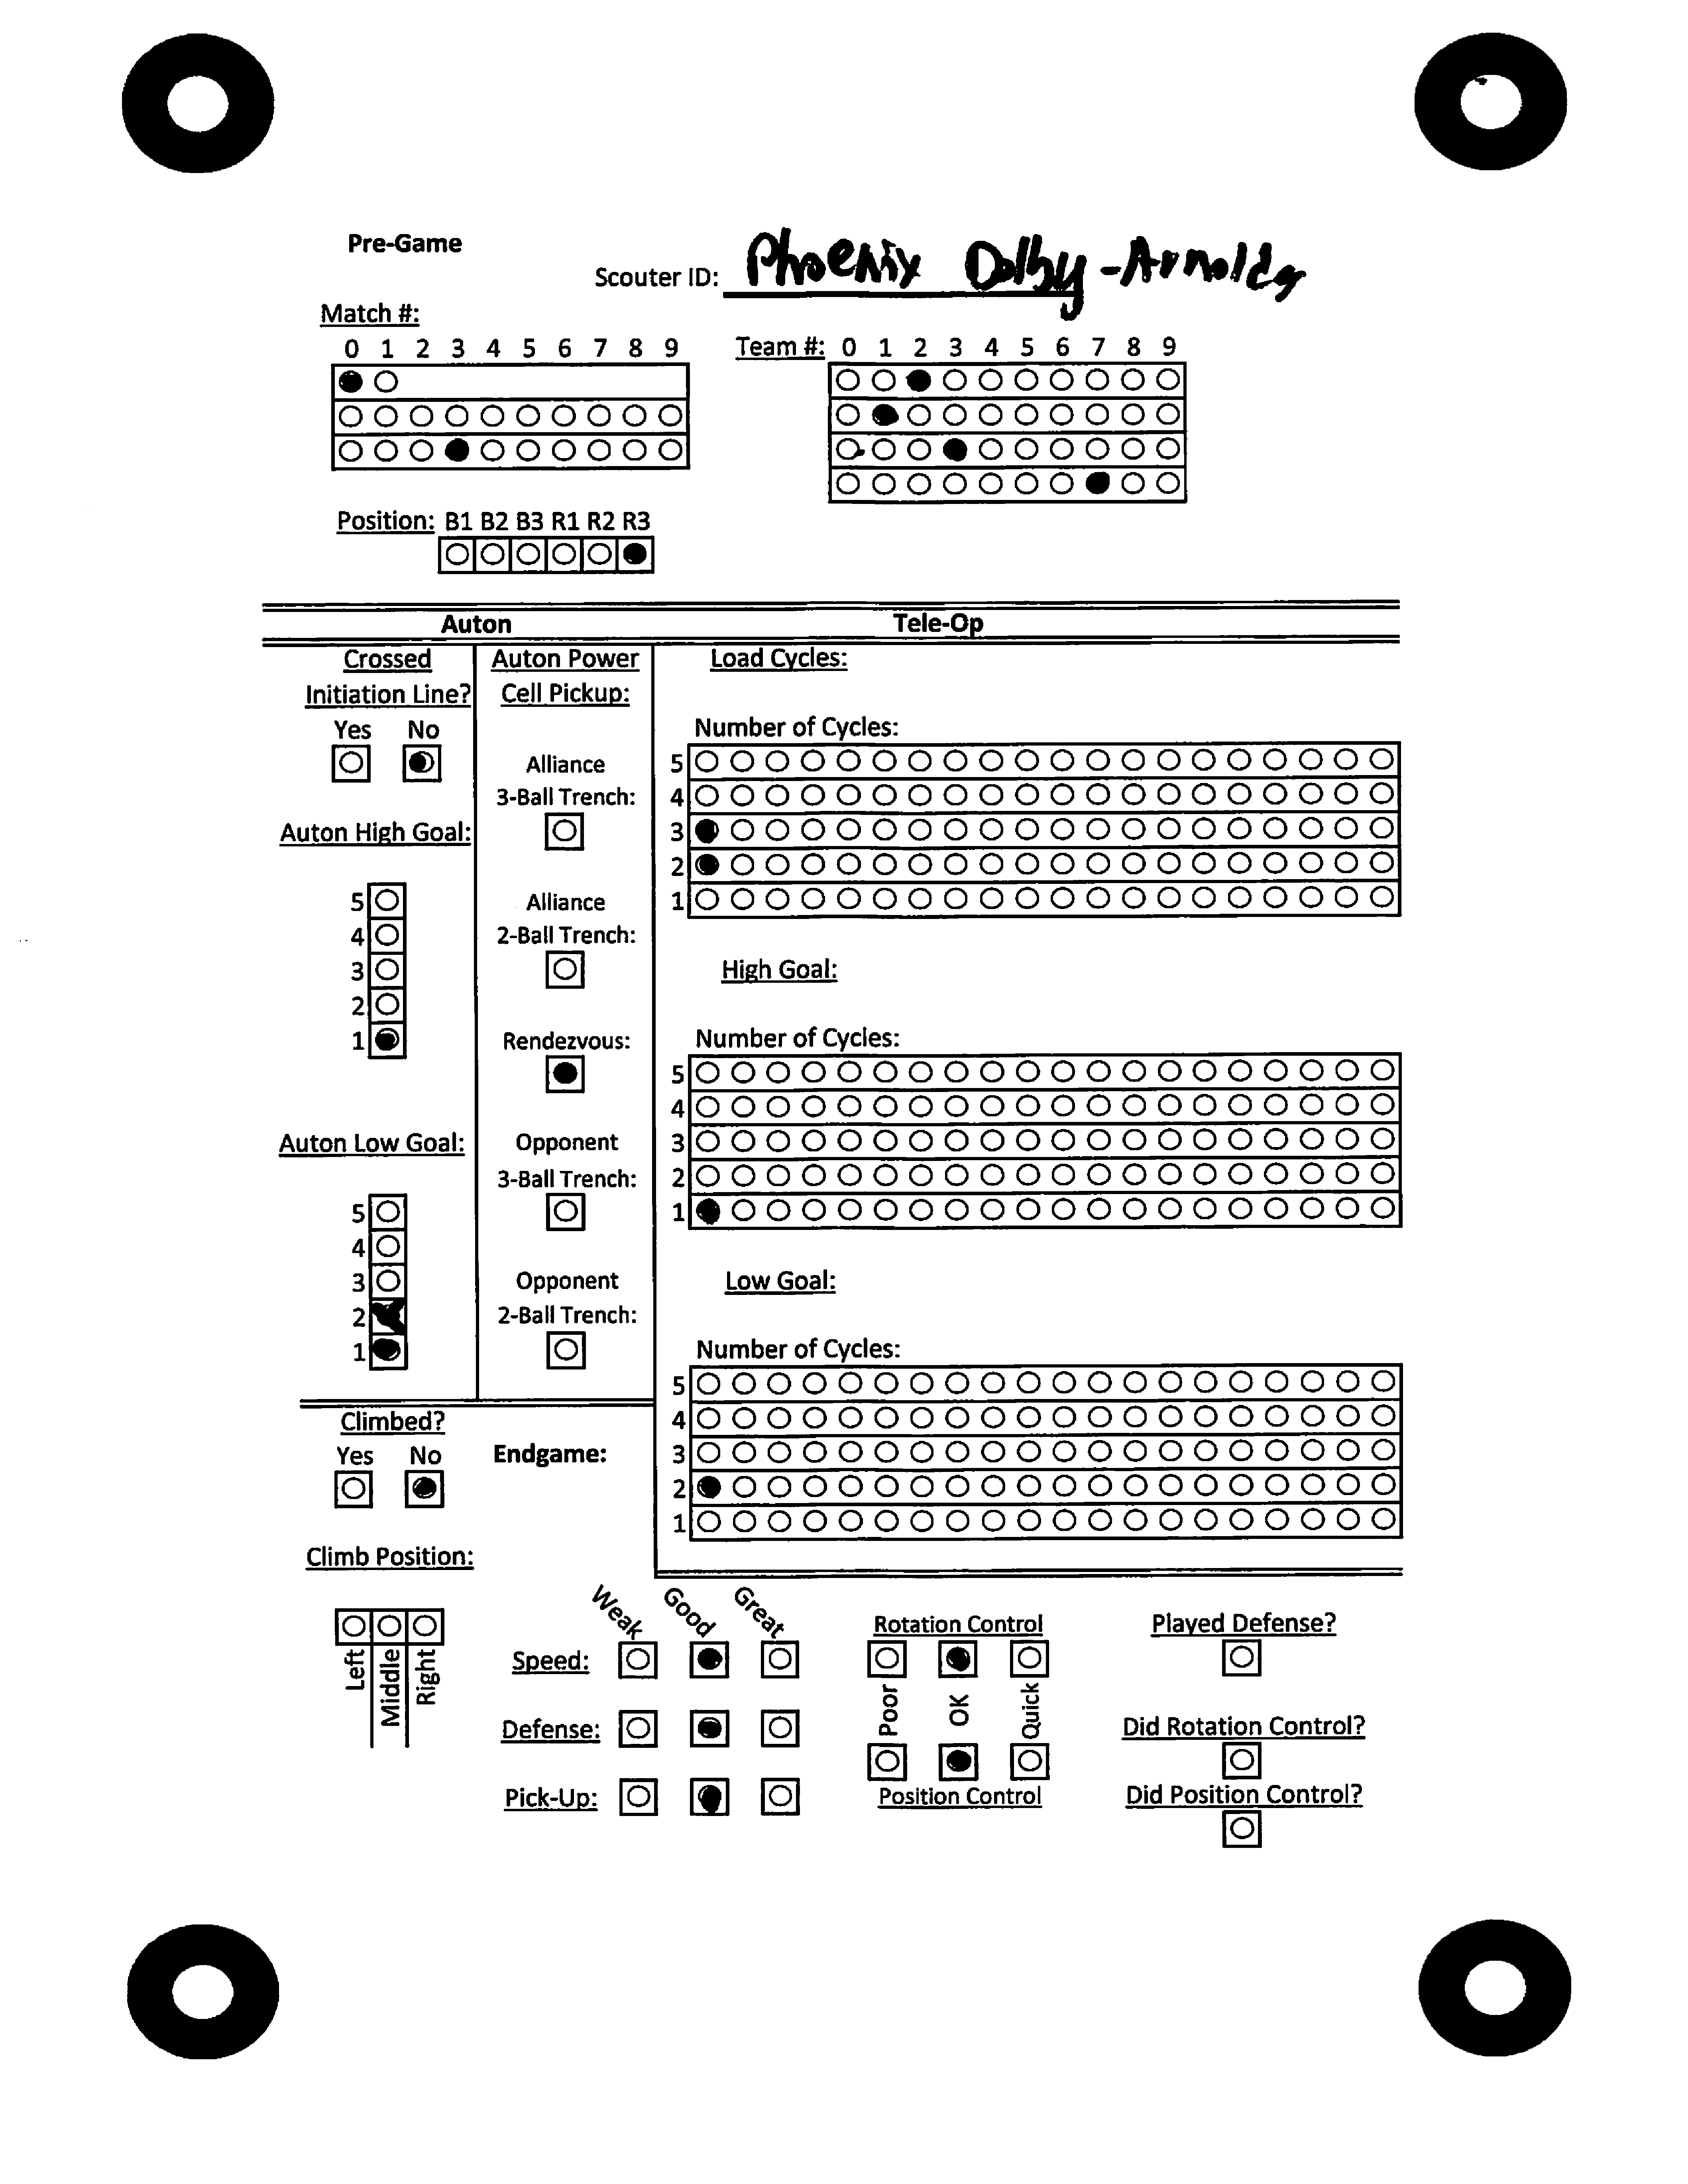 Pre-Game
Scouter ID: Phoenix Dolby-Arnoldy
Match #:
0 1 2 3 4 5 6 7 8 9
Team #: 0 1 2 3 4 5 6 7 8 9
Position: B1 B2 B3 R1 R2 R3
Auton
Tele-Op
Crossed
Initiation Line?
Yes No
Auton High Goal:
5
4
3
2
1
Auton Low Goal:
5
4
3
2
1
Auton Power
Cell Pickup:
Alliance
3-Ball Trench:
Alliance
2-Ball Trench:
Rendezvous:
Opponent
3-Ball Trench:
Opponent
2-Ball Trench:
Load Cycles:
Number of Cycles:
5
4
3
2
1
High Goal:
Number of Cycles:
5
4
3
2
1
Low Goal:
Number of Cycles:
5
4
3
2
1
Climbed?
Yes No
Endgame:
Climb Position:
Left
Middle
Right
Weak Good Great
Speed:
Defense:
Pick-Up:
Rotation Control
Poor OK Quick
Position Control
Played Defense?
Did Rotation Control?
Did Position Control?